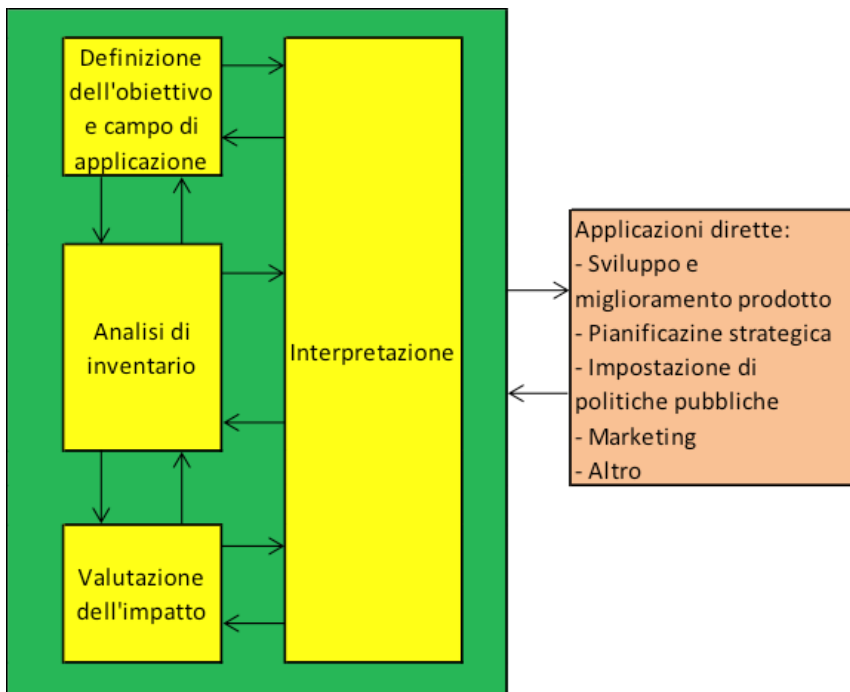 Definizione
dell'obiettivo
e campo di
applicazione
Analisi di
inventario
Valutazione
dell'impatto
Interpretazione
Applicazioni dirette:
- Sviluppo e
miglioramento prodotto
- Pianificazine strategica
- Impostazione di
politiche pubbliche
- Marketing
- Altro